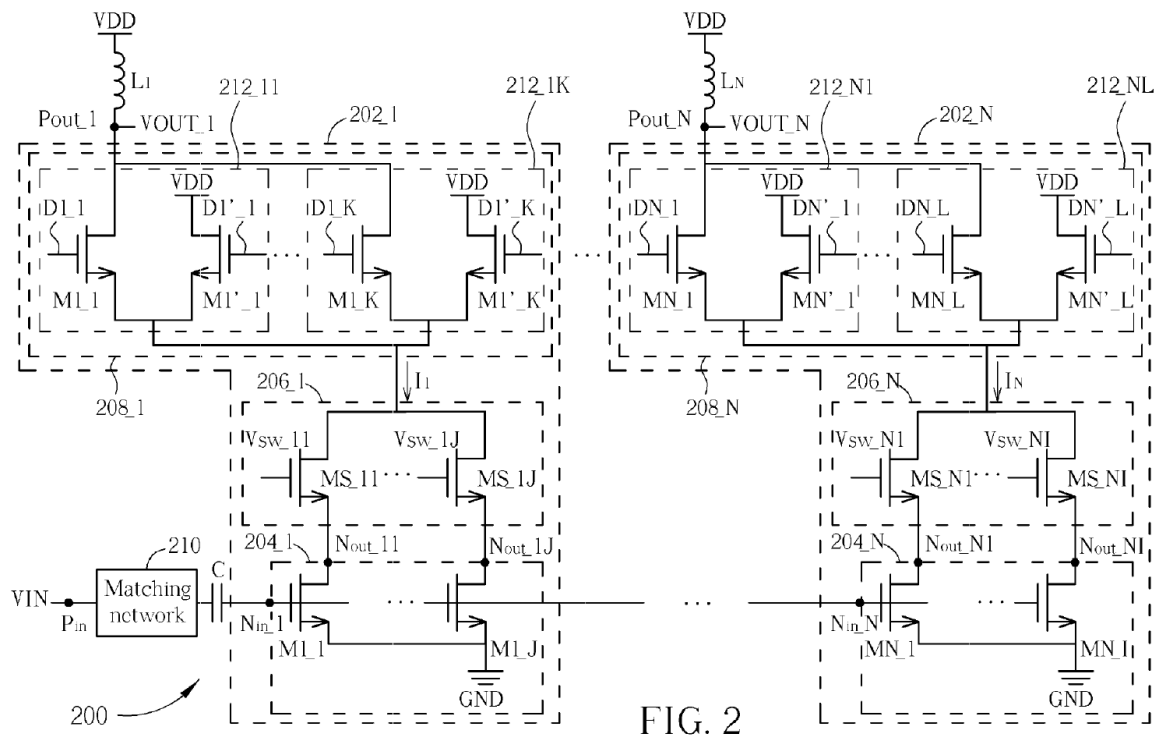 VDD VDD
L1 LN
212_11 212_1K 212_N1 212_NL
Pout_1 VOUT_1 202_1 Pout_N VOUT_N 202_N
VDD VDD VDD VDD
D1_1 D1'_1 D1_K D1'_K DN_1 DN'_1 DN_L DN'_L
M1_1 M1'_1 M1_K M1'_K MN_1 MN'_1 MN_L MN'_L
208_1 206_1 I1 208_N 206_N IN
VSW_11 VSW_1J VSW_N1 VSW_NI
MS_11 MS_1J MS_N1 MS_NI
210 C 204_1 Nout_11 Nout_1J 204_N Nout_N1 Nout_NI
VIN Pin Matching network Nin_1 Nin_N
M1_1 M1_J MN_1 MN_I
GND GND
200
FIG. 2